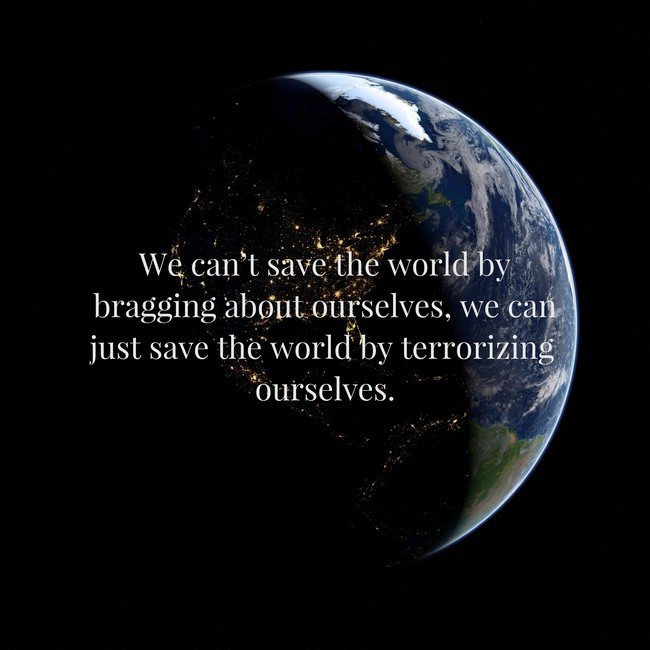 We can’t save the world by
bragging about ourselves, we can
just save the world by terrorizing
ourselves.